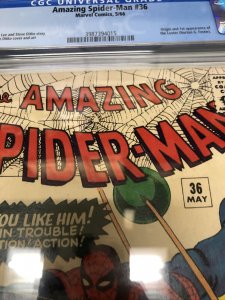 CGC UNIVERSAL GRADE
Amazing Spider-Man #36
Marvel Comics, 5/66
Lee and Steve Ditko story
Ditko cover and art
Origin and 1st appearance of
the Looter (Norton G. Fester).
3987294015
the
AMAZING
SPIDER-MAN
36
MAY
YOU LIKE HIM!
IN TROUBLE!
ACTION!